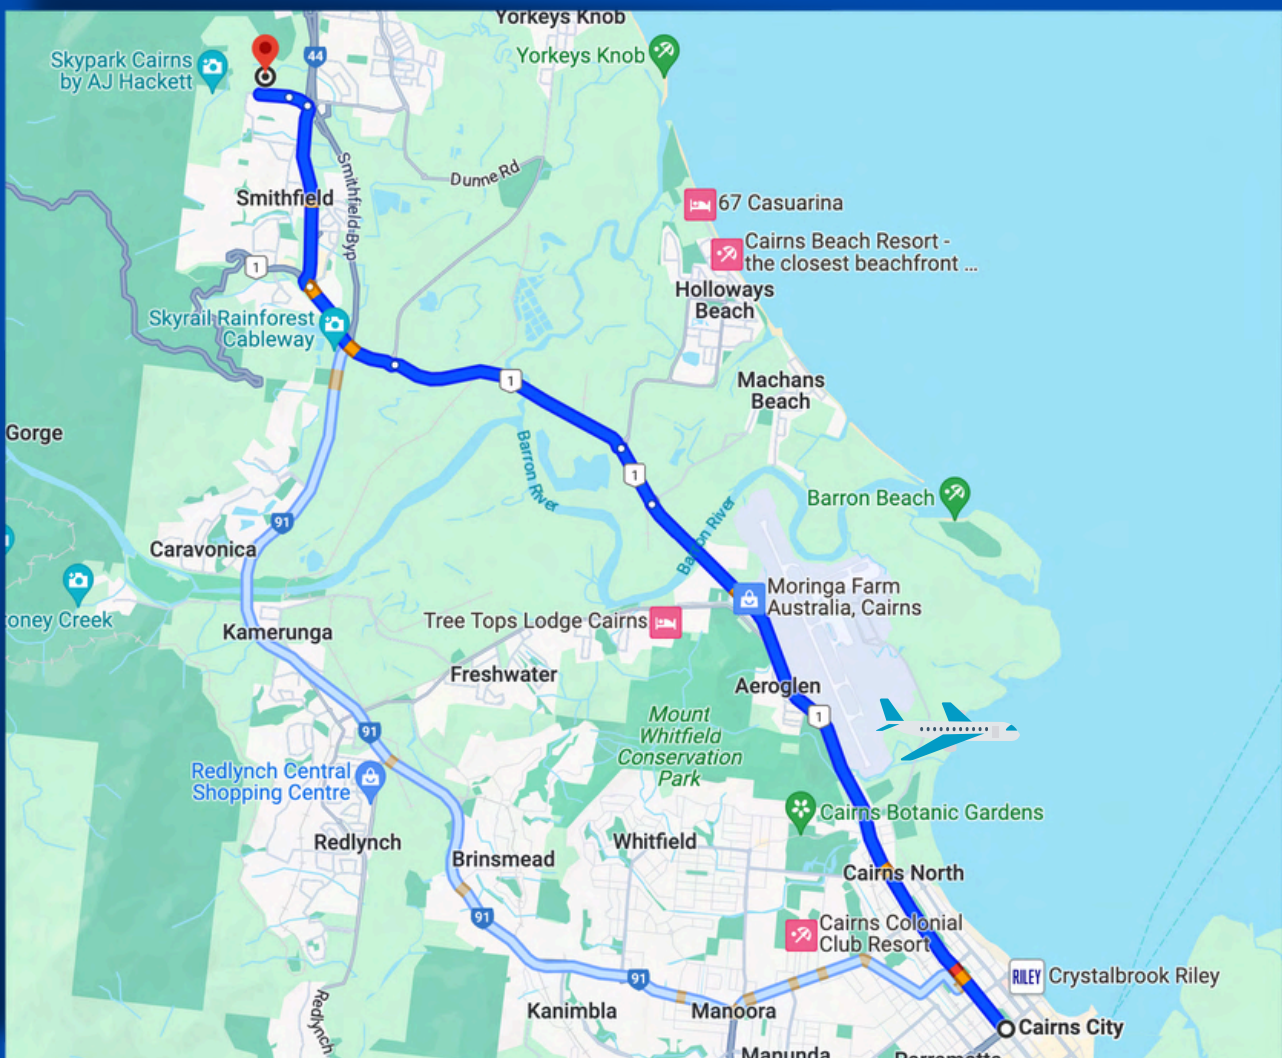 Yorkeys Knob
Skypark Cairns
by AJ Hackett
44
Yorkeys Knob
Smithfield Byp
Dunne Rd
Smithfield
67 Casuarina
Cairns Beach Resort -
the closest beachfront ...
1
Holloways
Beach
Skyrail Rainforest
Cableway
1
Machans
Beach
Gorge
Barron River
1
91
Barron River
Barron Beach
Caravonica
Moringa Farm
Australia, Cairns
oney Creek
Kamerunga
Tree Tops Lodge Cairns
Freshwater
Aeroglen
1
91
Mount
Whitfield
Conservation
Park
Redlynch Central
Shopping Centre
Cairns Botanic Gardens
Redlynch
Whitfield
Brinsmead
Cairns North
91
Cairns Colonial
Club Resort
91
RILEY
Crystalbrook Riley
Redlynch
Kanimbla
Manoora
Cairns City
Manunda
Parramatta